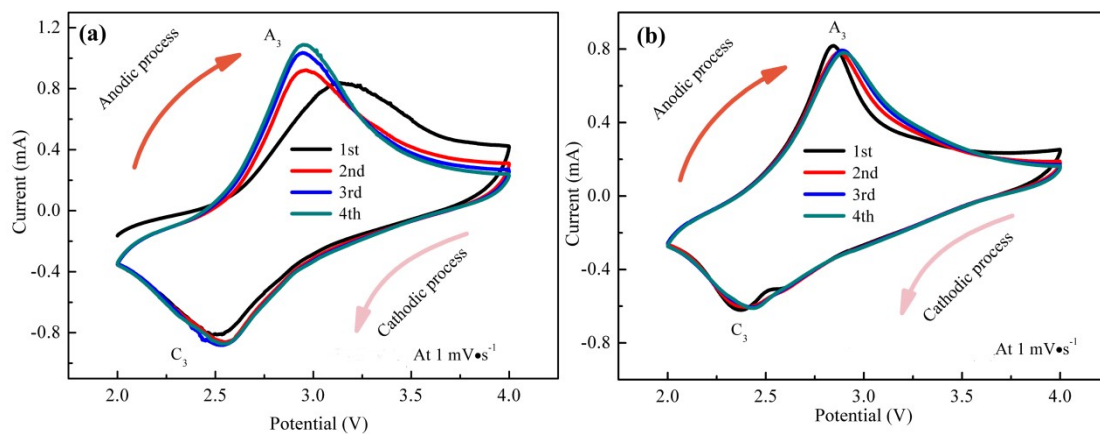 (a)
A3
Anodic process
1st
2nd
3rd
4th
Cathodic process
C3
At 1 mV•s-1
1.2
0.8
0.4
0.0
-0.4
-0.8
Current (mA)
2.0 2.5 3.0 3.5 4.0
Potential (V)
(b)
A3
Anodic process
1st
2nd
3rd
4th
Cathodic process
C3
At 1 mV•s-1
0.8
0.4
0.0
-0.4
-0.8
Current (mA)
2.0 2.5 3.0 3.5 4.0
Potential (V)